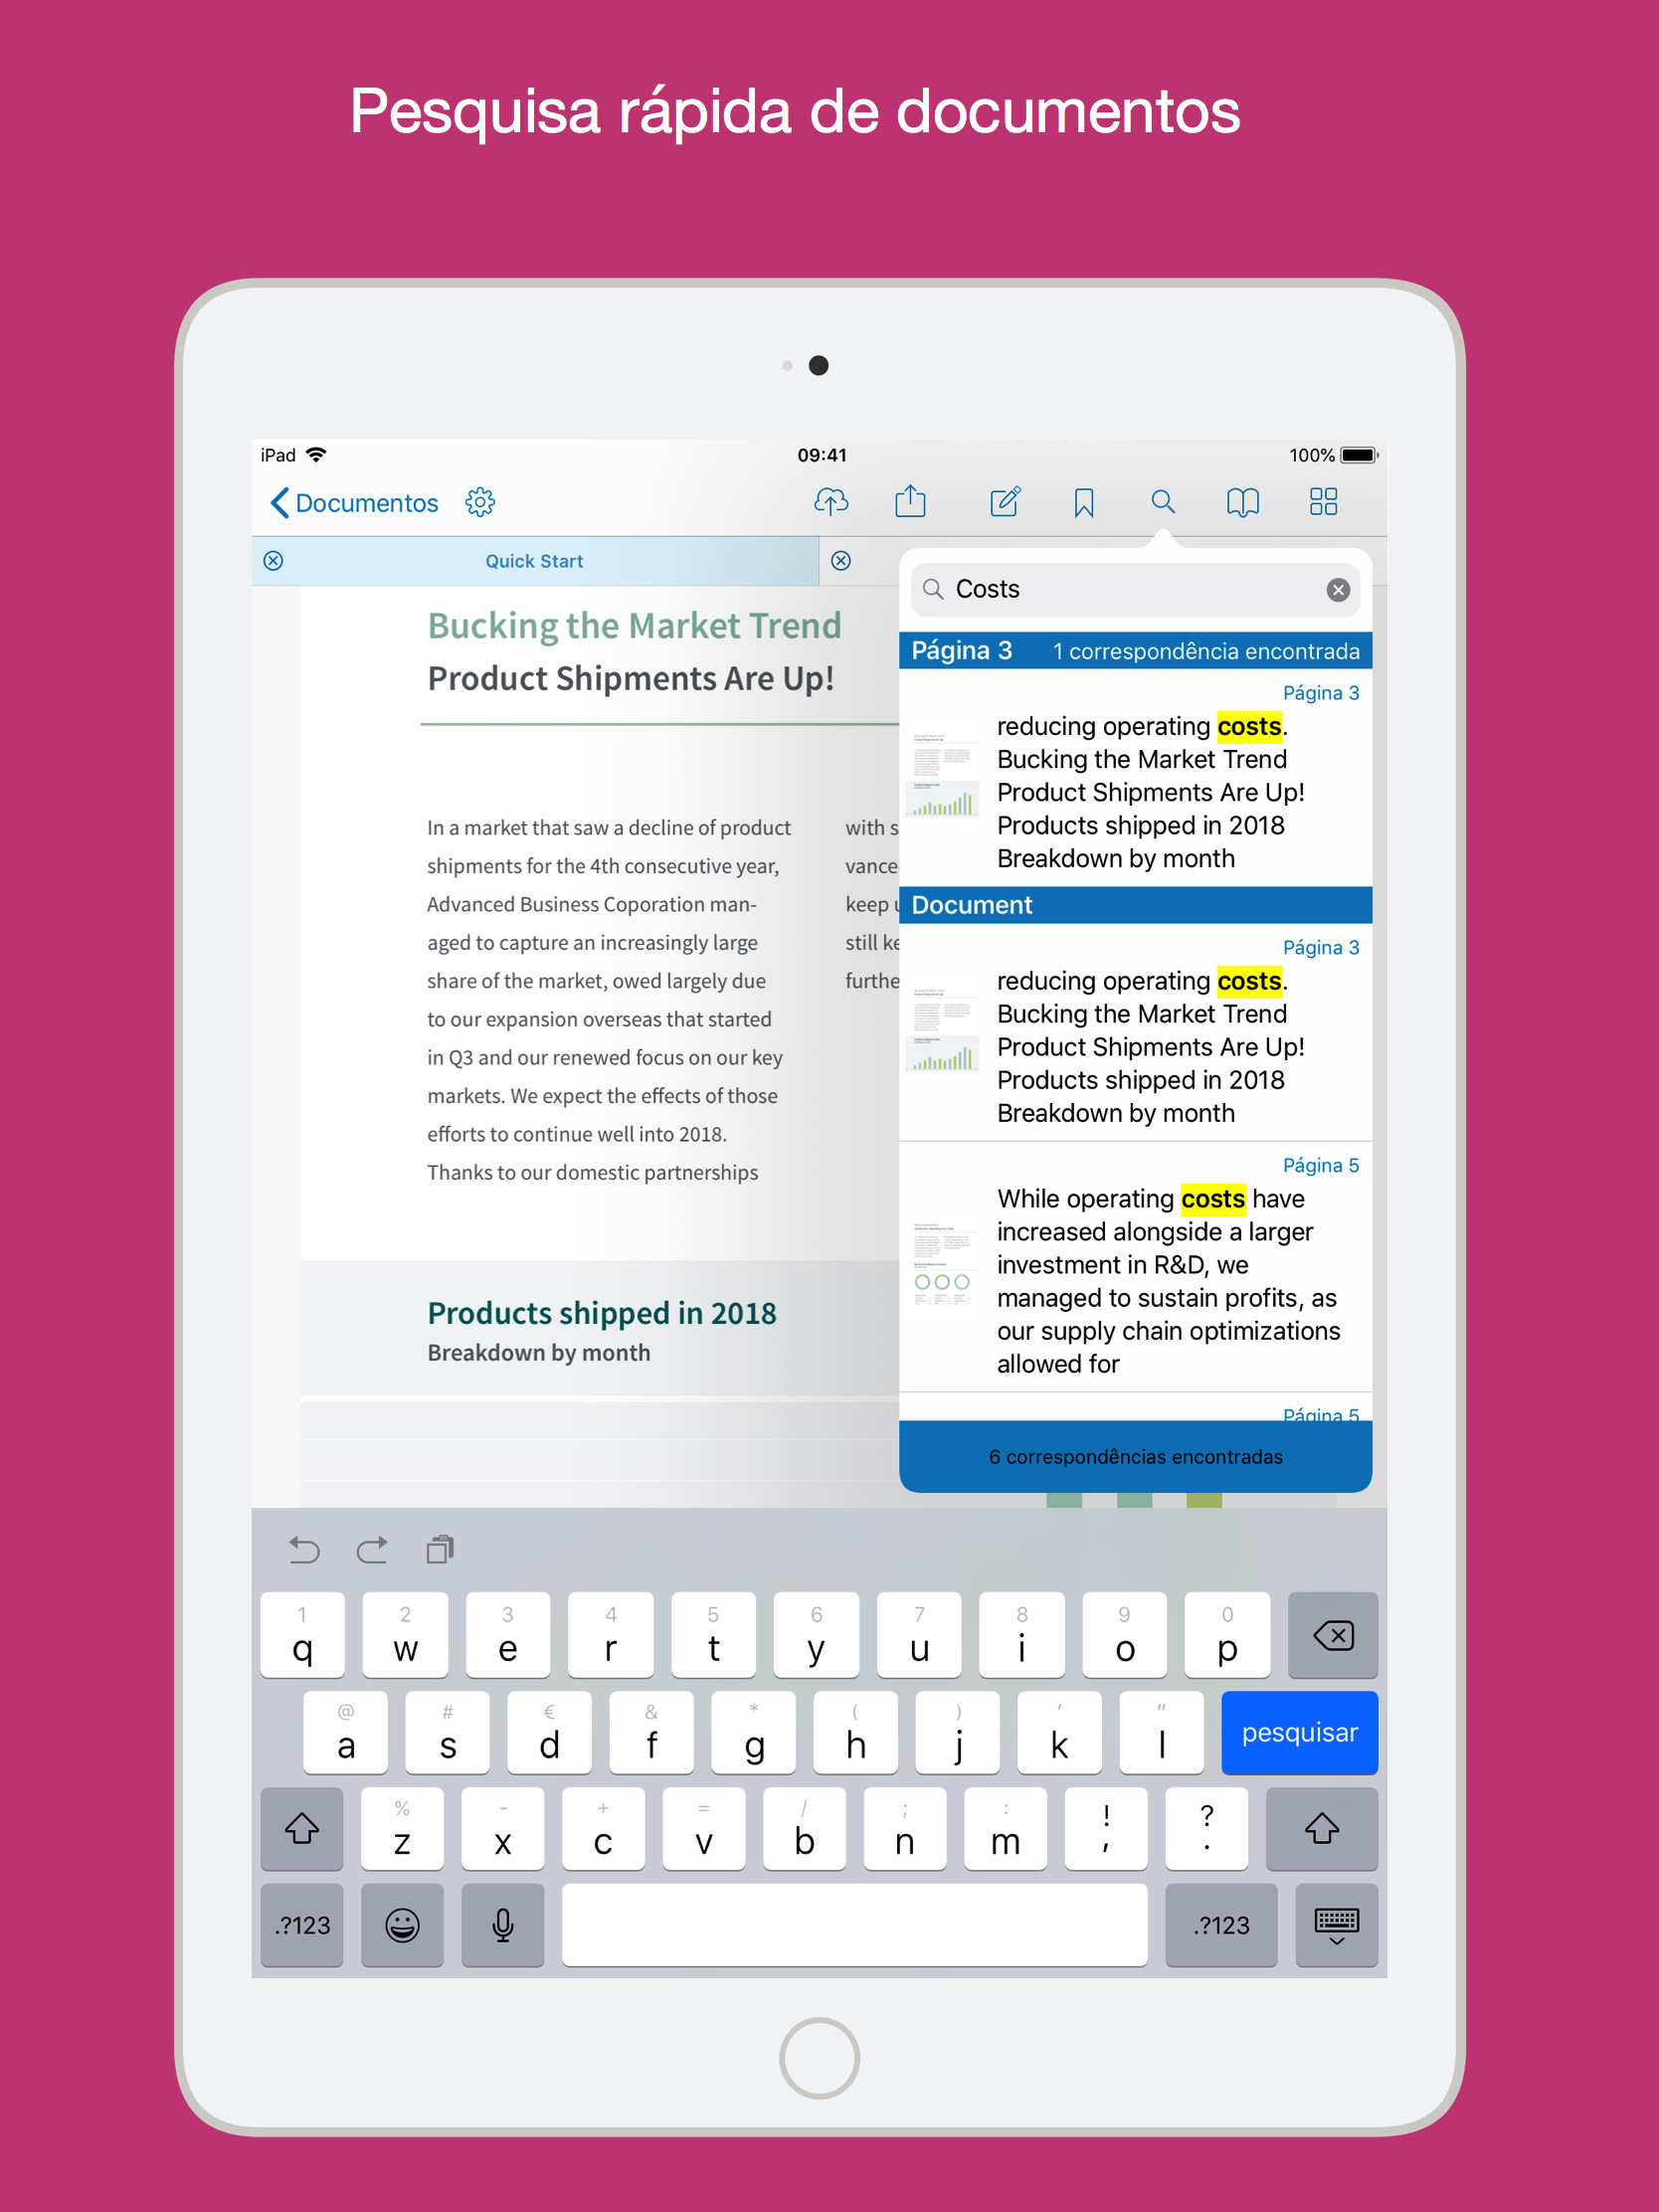 Pesquisa rápida de documentos
iPad
09:41
100%
Documentos
Quick Start
Bucking the Market Trend
Product Shipments Are Up!
In a market that saw a decline of product
shipments for the 4th consecutive year,
Advanced Business Coporation man-
aged to capture an increasingly large
share of the market, owed largely due
to our expansion overseas that started
in Q3 and our renewed focus on our key
markets. We expect the effects of those
efforts to continue well into 2018.
Thanks to our domestic partnerships
with s
vance
keep u
still ke
furthe
Products shipped in 2018
Breakdown by month
Costs
Página 3 1 correspondência encontrada
Página 3
reducing operating costs.
Bucking the Market Trend
Product Shipments Are Up!
Products shipped in 2018
Breakdown by month
Document
Página 3
reducing operating costs.
Bucking the Market Trend
Product Shipments Are Up!
Products shipped in 2018
Breakdown by month
Página 5
While operating costs have
increased alongside a larger
investment in R&D, we
managed to sustain profits, as
our supply chain optimizations
allowed for
Página 5
6 correspondências encontradas
1 2 3 4 5 6 7 8 9 0
q w e r t y u i o p
@ # € & * ( ) ' "
a s d f g h j k l pesquisar
% - + = / ; : ! ?
z x c v b n m , .
.?123 .?123